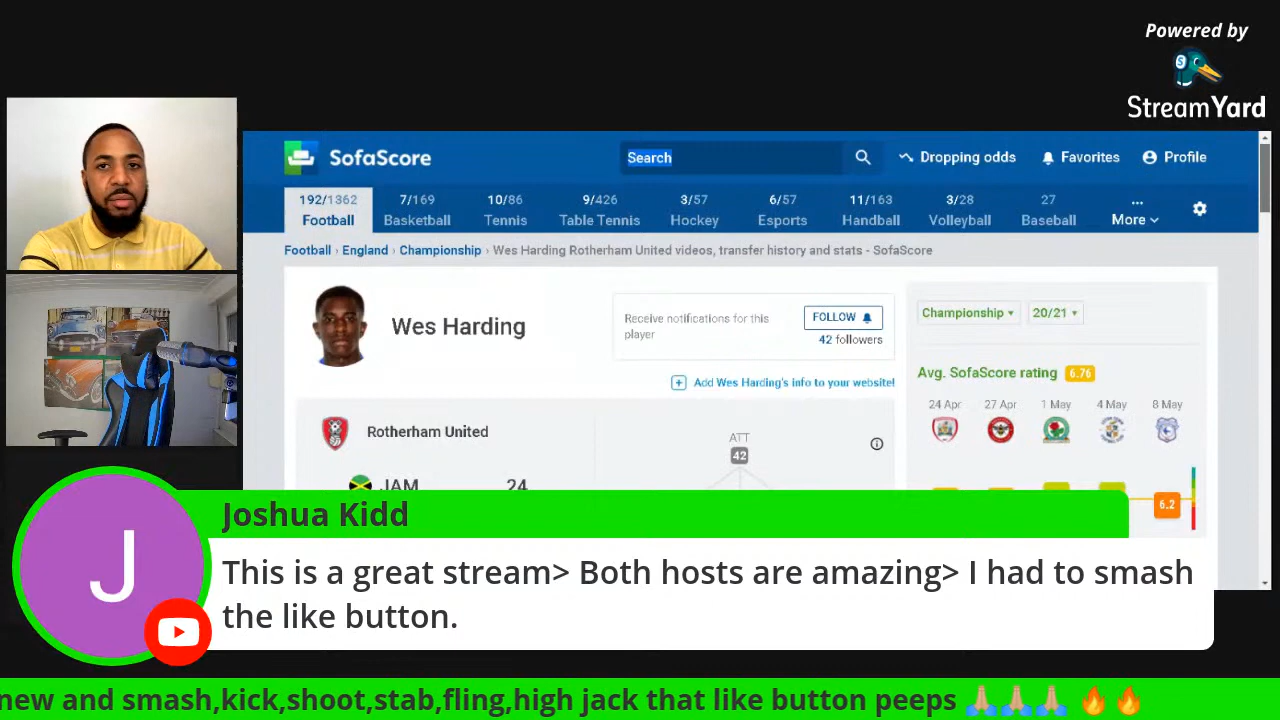 Powered by
StreamYard
SofaScore
Search
Dropping odds
Favorites
Profile
192/1362
Football
7/169
Basketball
10/86
Tennis
9/426
Table Tennis
3/57
Hockey
6/57
Esports
11/163
Handball
3/28
Volleyball
27
Baseball
More
Football › England › Championship › Wes Harding Rotherham United videos, transfer history and stats - SofaScore
Wes Harding
Receive notifications for this
player
FOLLOW
42 followers
Add Wes Harding's info to your website!
Championship
20/21
Avg. SofaScore rating 6.76
24 Apr 27 Apr 1 May 4 May 8 May
Rotherham United
ATT
42
JAM 24
6.2
J
Joshua Kidd
This is a great stream> Both hosts are amazing> I had to smash
the like button.
new and smash,kick,shoot,stab,fling,high jack that like button peeps 🙏🏽🙏🏽🙏🏽 🔥🔥